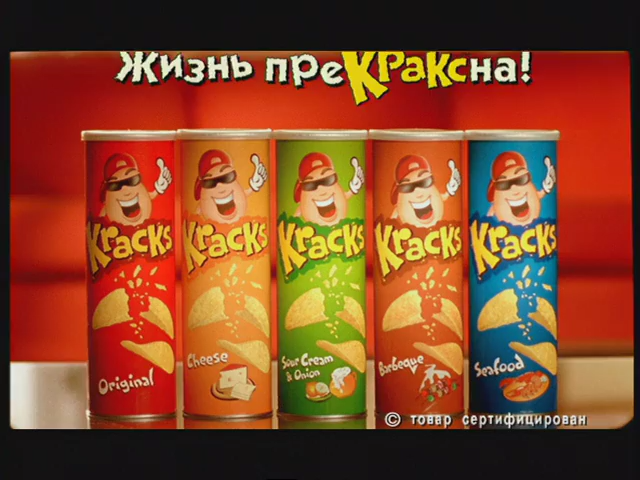 Жизнь преКРаксна!
Kracks Kracks Kracks Kracks Kracks
Original
Cheese
Sour Cream
& Onion
Barbeque
Seafood
© товар сертифицирован